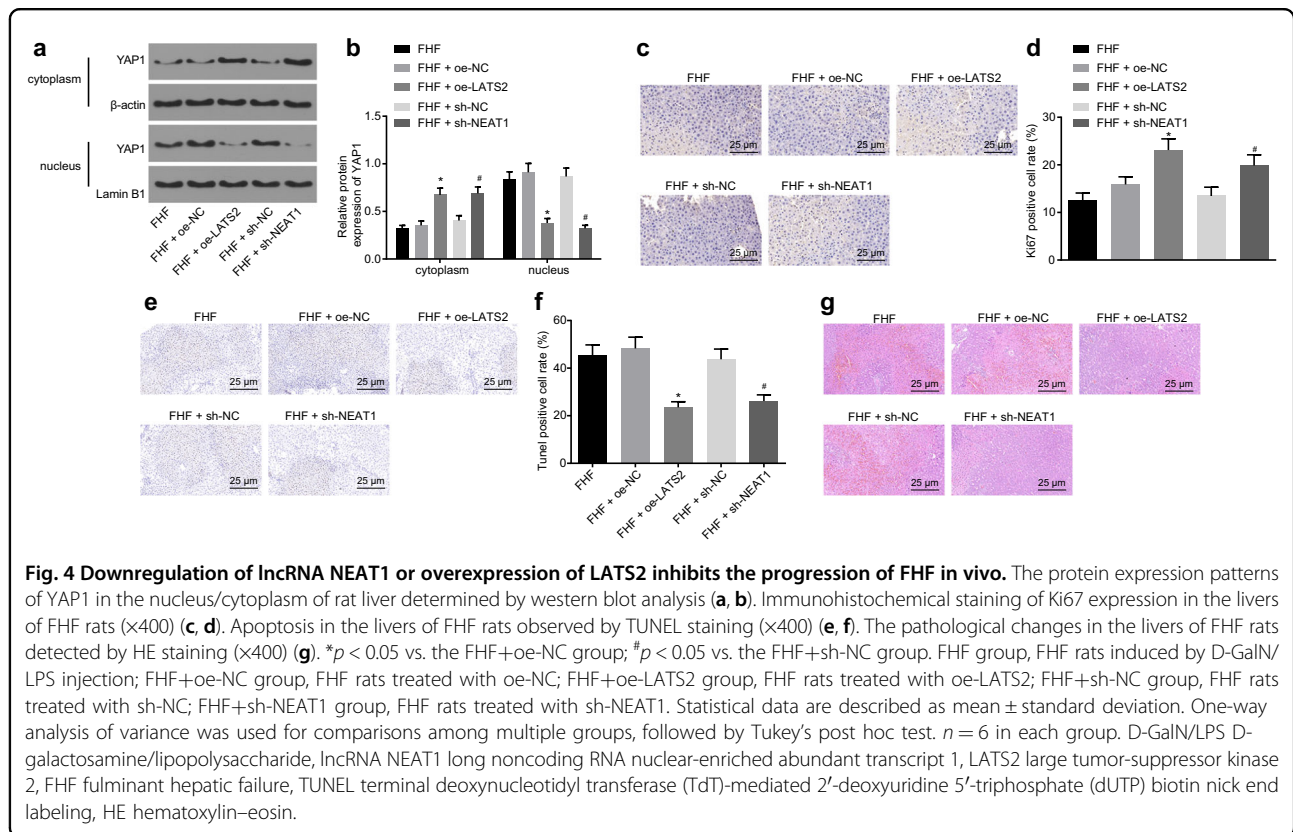 a
YAP1
cytoplasm
β-actin
YAP1
nucleus
Lamin B1
FHF
FHF + oe-NC
FHF + oe-LATS2
FHF + sh-NC
FHF + sh-NEAT1
b
FHF
FHF + oe-NC
FHF + oe-LATS2
FHF + sh-NC
FHF + sh-NEAT1
Relative protein
expression of YAP1
1.5
1.0
0.5
0.0
* # * #
cytoplasm nucleus
c
FHF FHF + oe-NC FHF + oe-LATS2
25 µm 25 µm 25 µm
FHF + sh-NC FHF + sh-NEAT1
25 µm 25 µm
d
FHF
FHF + oe-NC
FHF + oe-LATS2
FHF + sh-NC
FHF + sh-NEAT1
Ki67 positive cell rate (%)
30
20
10
0
* #
e
FHF FHF + oe-NC FHF + oe-LATS2
25 µm 25 µm 25 µm
FHF + sh-NC FHF + sh-NEAT1
25 µm 25 µm
f
Tunel positive cell rate (%)
60
40
20
0
* #
FHF
FHF + oe-NC
FHF + oe-LATS2
FHF + sh-NC
FHF + sh-NEAT1
g
FHF FHF + oe-NC FHF + oe-LATS2
25 µm 25 µm 25 µm
FHF + sh-NC FHF + sh-NEAT1
25 µm 25 µm
Fig. 4 Downregulation of lncRNA NEAT1 or overexpression of LATS2 inhibits the progression of FHF in vivo. The protein expression patterns
of YAP1 in the nucleus/cytoplasm of rat liver determined by western blot analysis (a, b). Immunohistochemical staining of Ki67 expression in the livers
of FHF rats (×400) (c, d). Apoptosis in the livers of FHF rats observed by TUNEL staining (×400) (e, f). The pathological changes in the livers of FHF rats
detected by HE staining (×400) (g). *p < 0.05 vs. the FHF+oe-NC group; #p < 0.05 vs. the FHF+sh-NC group. FHF group, FHF rats induced by D-GalN/
LPS injection; FHF+oe-NC group, FHF rats treated with oe-NC; FHF+oe-LATS2 group, FHF rats treated with oe-LATS2; FHF+sh-NC group, FHF rats
treated with sh-NC; FHF+sh-NEAT1 group, FHF rats treated with sh-NEAT1. Statistical data are described as mean ± standard deviation. One-way
analysis of variance was used for comparisons among multiple groups, followed by Tukey's post hoc test. n = 6 in each group. D-GalN/LPS D-
galactosamine/lipopolysaccharide, lncRNA NEAT1 long noncoding RNA nuclear-enriched abundant transcript 1, LATS2 large tumor-suppressor kinase
2, FHF fulminant hepatic failure, TUNEL terminal deoxynucleotidyl transferase (TdT)-mediated 2′-deoxyuridine 5′-triphosphate (dUTP) biotin nick end
labeling, HE hematoxylin–eosin.